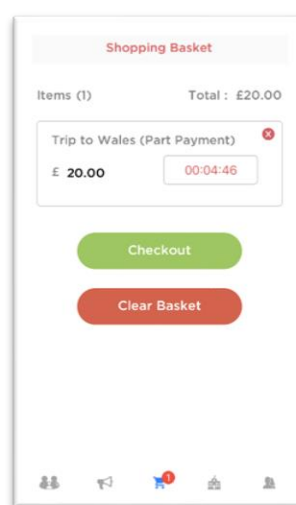 Shopping Basket
Items (1) Total : £20.00
Trip to Wales (Part Payment)
£ 20.00 00:04:46
Checkout
Clear Basket
1